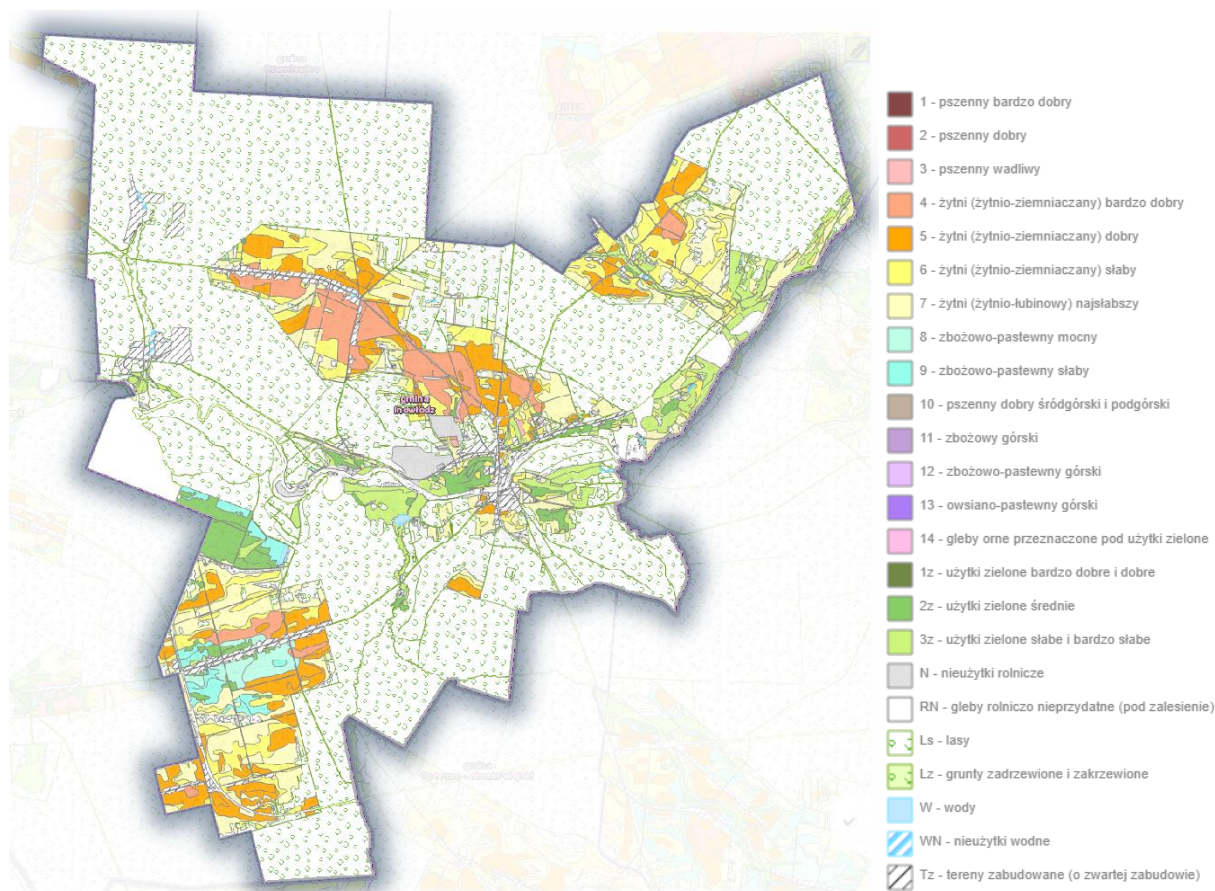 gmina
Inowłódz
1 - pszenny bardzo dobry
2 - pszenny dobry
3 - pszenny wadliwy
4 - żytni (żytnio-ziemniaczany) bardzo dobry
5 - żytni (żytnio-ziemniaczany) dobry
6 - żytni (żytnio-ziemniaczany) słaby
7 - żytni (żytnio-łubinowy) najsłabszy
8 - zbożowo-pastewny mocny
9 - zbożowo-pastewny słaby
10 - pszenny dobry śródgórski i podgórski
11 - zbożowy górski
12 - zbożowo-pastewny górski
13 - owsiano-pastewny górski
14 - gleby orne przeznaczone pod użytki zielone
1z - użytki zielone bardzo dobre i dobre
2z - użytki zielone średnie
3z - użytki zielone słabe i bardzo słabe
N - nieużytki rolnicze
RN - gleby rolniczo nieprzydatne (pod zalesienie)
Ls - lasy
Lz - grunty zadrzewione i zakrzewione
W - wody
WN - nieużytki wodne
Tz - tereny zabudowane (o zwartej zabudowie)